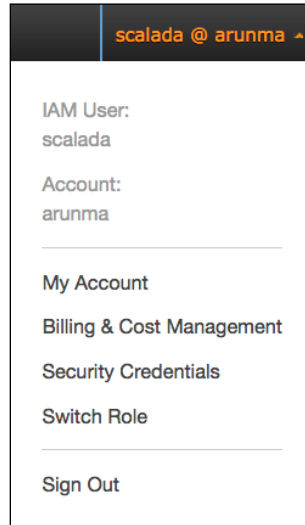 scalada @ arunma
IAM User:
scalada
Account:
arunma
My Account
Billing & Cost Management
Security Credentials
Switch Role
Sign Out